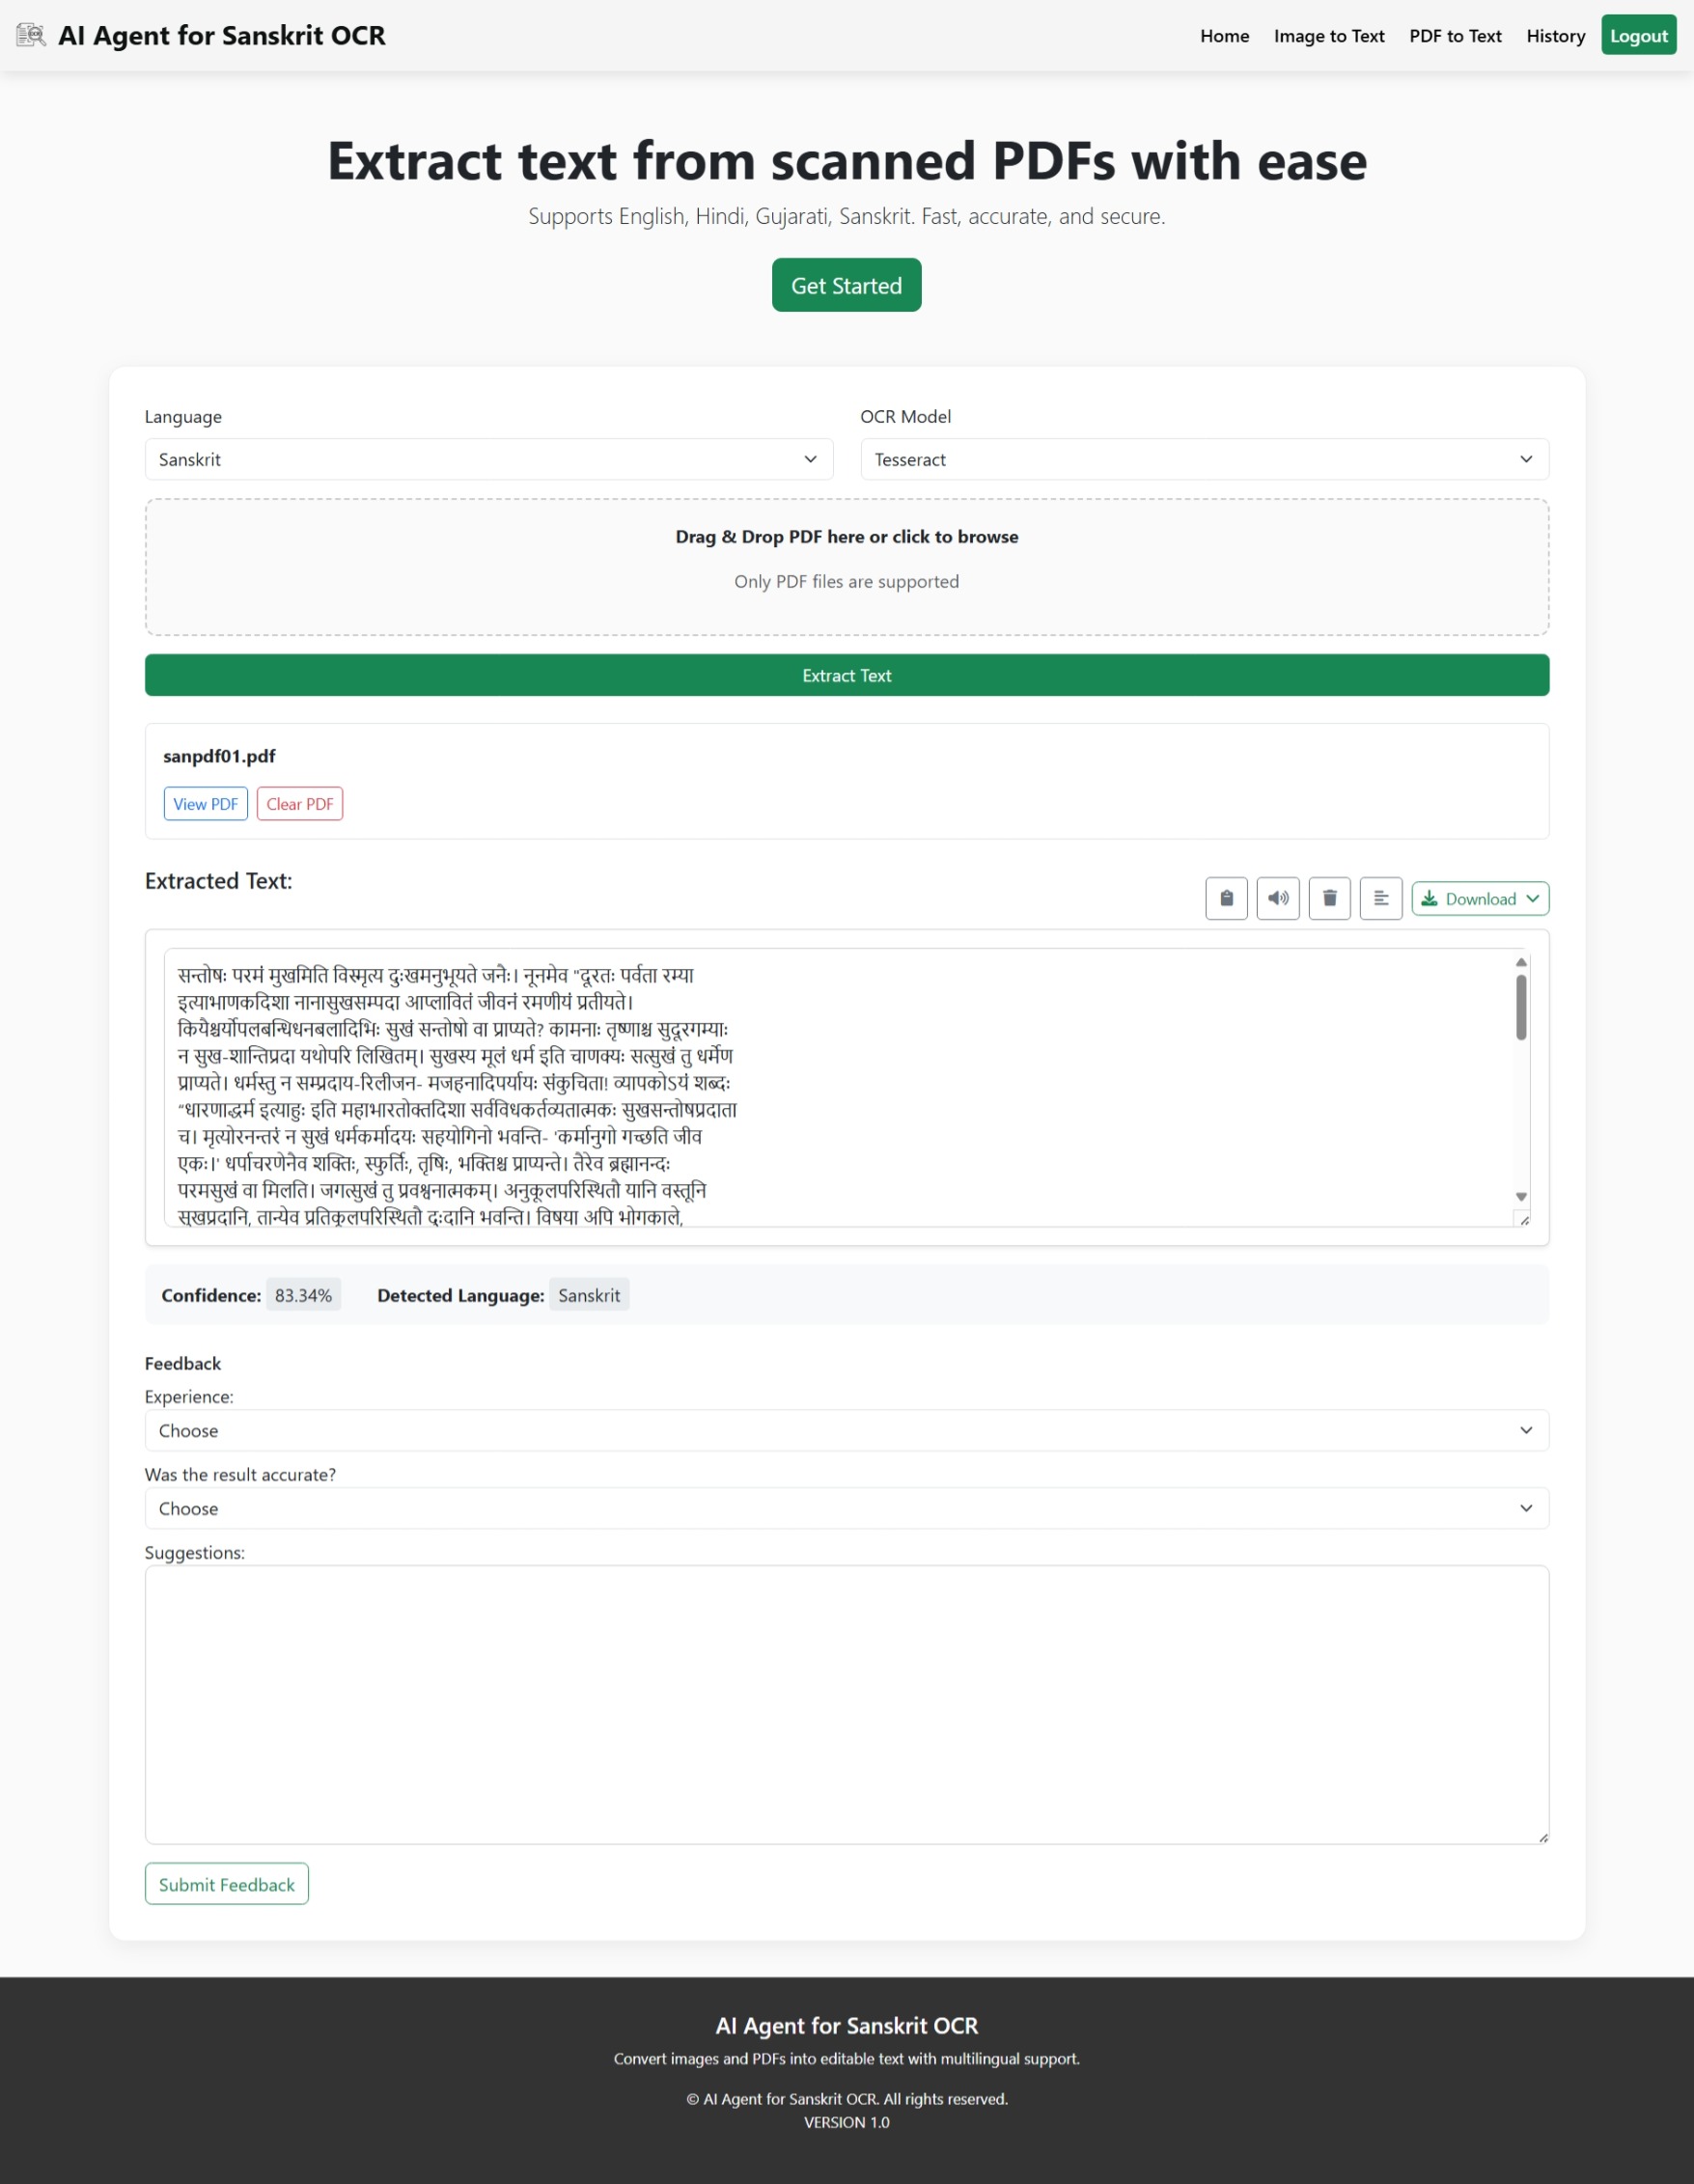 AI Agent for Sanskrit OCR
Home
Image to Text
PDF to Text
History
Logout
Extract text from scanned PDFs with ease
Supports English, Hindi, Gujarati, Sanskrit. Fast, accurate, and secure.
Get Started
Language
OCR Model
Sanskrit
Tesseract
Drag & Drop PDF here or click to browse
Only PDF files are supported
Extract Text
sanpdf01.pdf
View PDF
Clear PDF
Extracted Text:
Download
सन्तोषः परमं मुखमिति विस्मृत्य दुःखमनुभूयते जनैः। नूनमेव "दूरतः पर्वता रम्या
इत्याभाणकदिशा नानासुखसम्पदा आप्लावितं जीवनं रमणीयं प्रतीयते।
कियैश्चर्योपलबन्धिधनबलादिभिः सुखं सन्तोषो वा प्राप्यते? कामनाः तृष्णाश्च सुदूरगम्याः
न सुख-शान्तिप्रदा यथोपरि लिखितम्। सुखस्य मूलं धर्म इति चाणक्यः सत्सुखं तु धर्मेण
प्राप्यते। धर्मस्तु न सम्प्रदाय-रिलीजन- मजहनादिपर्यायः संकुचिता! व्यापकोऽयं शब्दः
“धारणाद्धर्म इत्याहुः इति महाभारतोक्तदिशा सर्वविधकर्तव्यतात्मकः सुखसन्तोषप्रदाता
च। मृत्योरनन्तरं न सुखं धर्मकर्मादयः सहयोगिनो भवन्ति- 'कर्मानुगो गच्छति जीव
एकः।' धर्पाचरणेनैव शक्तिः, स्फुर्तिः, तृषिः, भक्तिश्च प्राप्यन्ते। तैरेव ब्रह्मानन्दः
परमसुखं वा मिलति। जगत्सुखं तु प्रवश्वनात्मकम्। अनुकूलपरिस्थितौ यानि वस्तूनि
सुखप्रदानि, तान्येव प्रतिकूलपरिस्थितौ दुःदानि भवन्ति। विषया अपि भोगकाले,
Confidence: 83.34%
Detected Language: Sanskrit
Feedback
Experience:
Choose
Was the result accurate?
Choose
Suggestions:
Submit Feedback
AI Agent for Sanskrit OCR
Convert images and PDFs into editable text with multilingual support.
© AI Agent for Sanskrit OCR. All rights reserved.
VERSION 1.0